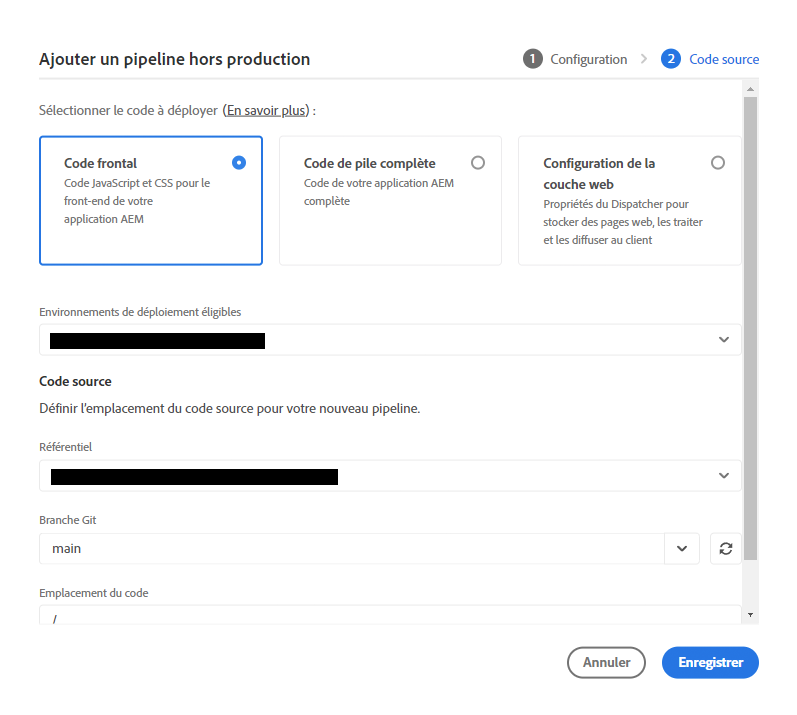 Ajouter un pipeline hors production
1 Configuration > 2 Code source
Sélectionner le code à déployer (En savoir plus) :
Code frontal
Code JavaScript et CSS pour le
front-end de votre
application AEM
Code de pile complète
Code de votre application AEM
complète
Configuration de la
couche web
Propriétés du Dispatcher pour
stocker des pages web, les traiter
et les diffuser au client
Environnements de déploiement éligibles
Code source
Définir l'emplacement du code source pour votre nouveau pipeline.
Référentiel
Branche Git
main
Emplacement du code
/
Annuler
Enregistrer